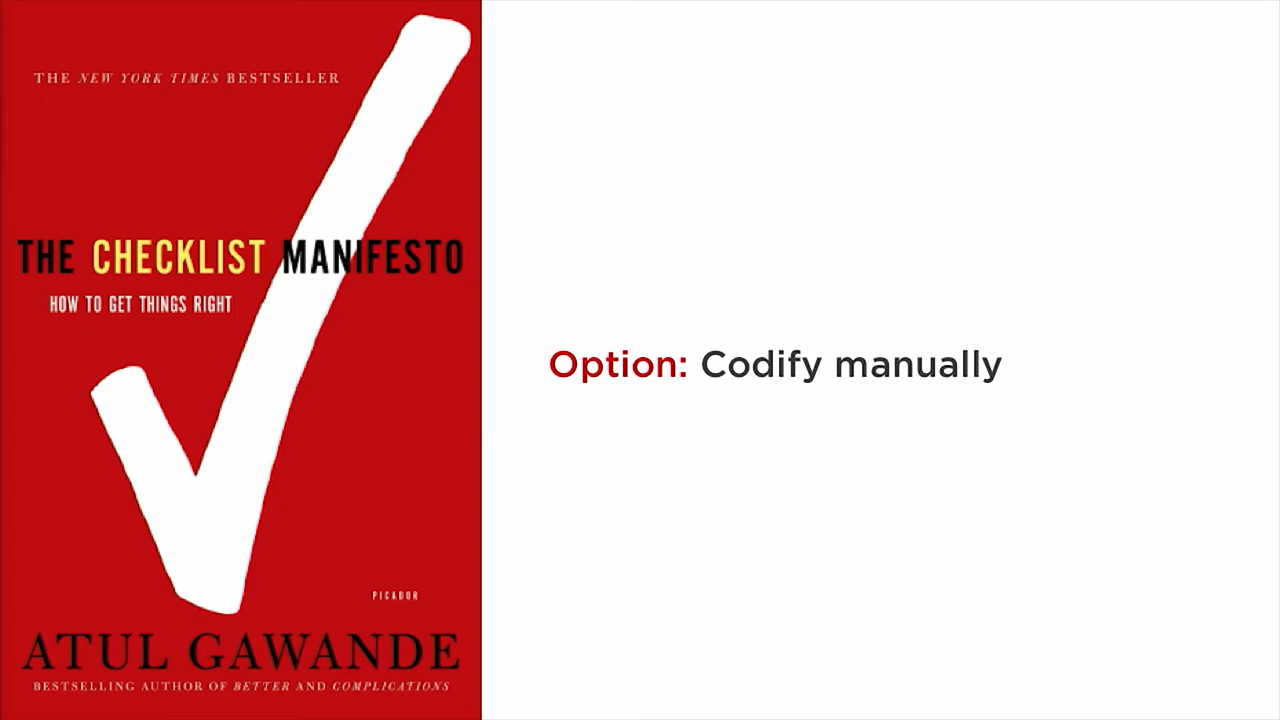 THE NEW YORK TIMES BESTSELLER
THE CHECKLIST MANIFESTO
HOW TO GET THINGS RIGHT
PICADOR
ATUL GAWANDE
BESTSELLING AUTHOR OF BETTER AND COMPLICATIONS
Option: Codify manually